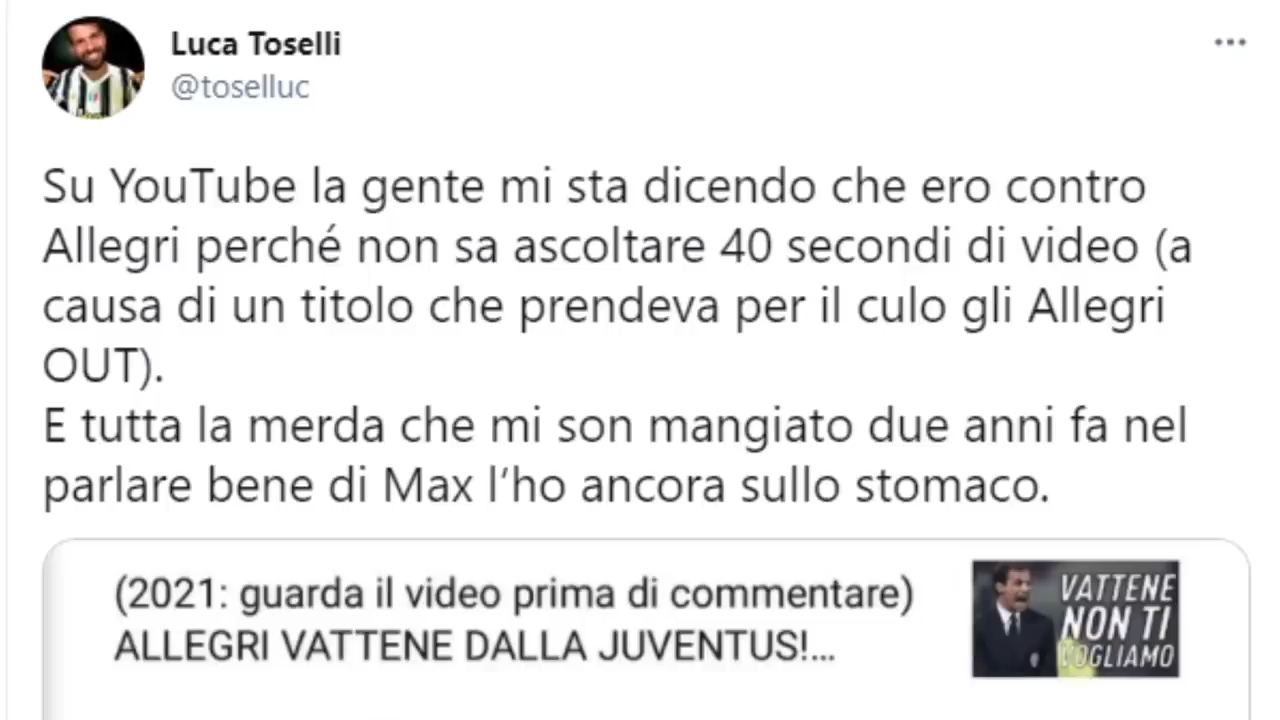 Luca Toselli
@toselluc
Su YouTube la gente mi sta dicendo che ero contro
Allegri perché non sa ascoltare 40 secondi di video (a
causa di un titolo che prendeva per il culo gli Allegri
OUT).
E tutta la merda che mi son mangiato due anni fa nel
parlare bene di Max l’ho ancora sullo stomaco.
(2021: guarda il video prima di commentare)
ALLEGRI VATTENE DALLA JUVENTUS!...
VATTENE
NON TI
VOGLIAMO